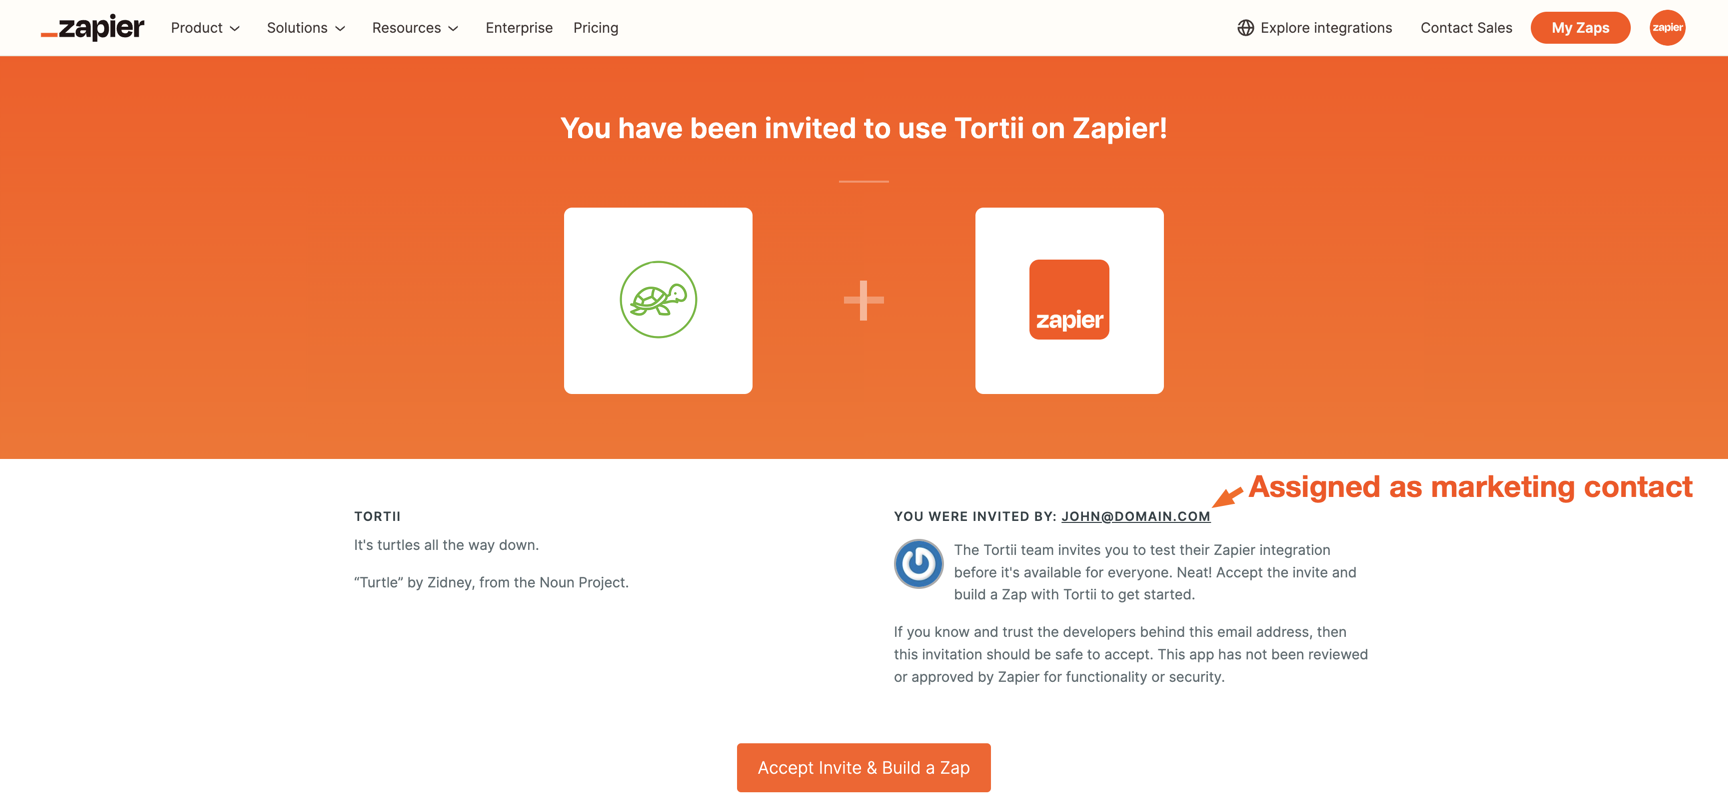 zapier
Product
Solutions
Resources
Enterprise
Pricing
Explore integrations
Contact Sales
My Zaps
zapier
You have been invited to use Tortii on Zapier!
zapier
Assigned as marketing contact
TORTII
It's turtles all the way down.
“Turtle” by Zidney, from the Noun Project.
YOU WERE INVITED BY: JOHN@DOMAIN.COM
The Tortii team invites you to test their Zapier integration
before it's available for everyone. Neat! Accept the invite and
build a Zap with Tortii to get started.
If you know and trust the developers behind this email address, then
this invitation should be safe to accept. This app has not been reviewed
or approved by Zapier for functionality or security.
Accept Invite & Build a Zap